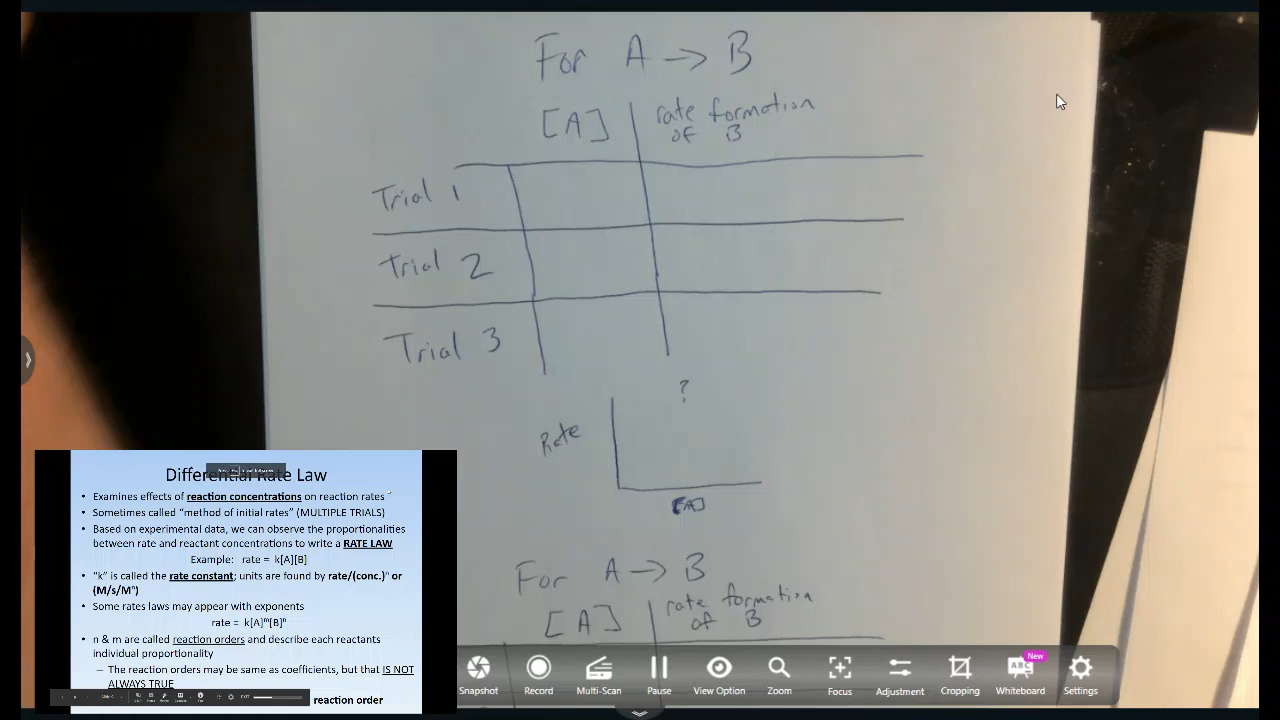 For A → B
[A] rate formation
of B
Trial 1
Trial 2
Trial 3
?
Rate
[A]
For A → B
[A] rate formation
of B
Differential Rate Law
• Examines effects of reaction concentrations on reaction rates
• Sometimes called “method of initial rates” (MULTIPLE TRIALS)
• Based on experimental data, we can observe the proportionalities
between rate and reactant concentrations to write a RATE LAW
Example: rate = k[A][B]
• “k” is called the rate constant; units are found by rate/(conc.)ⁿ or
(M/s/Mⁿ)
• Some rates laws may appear with exponents
rate = k[A]ᵐ[B]ⁿ
• n & m are called reaction orders and describe each reactants
individual proportionality
– The reaction orders may be same as coefficients but that IS NOT
ALWAYS TRUE
reaction order
New
Snapshot Record Multi-Scan Pause View Option Zoom Focus Adjustment Cropping Whiteboard Settings